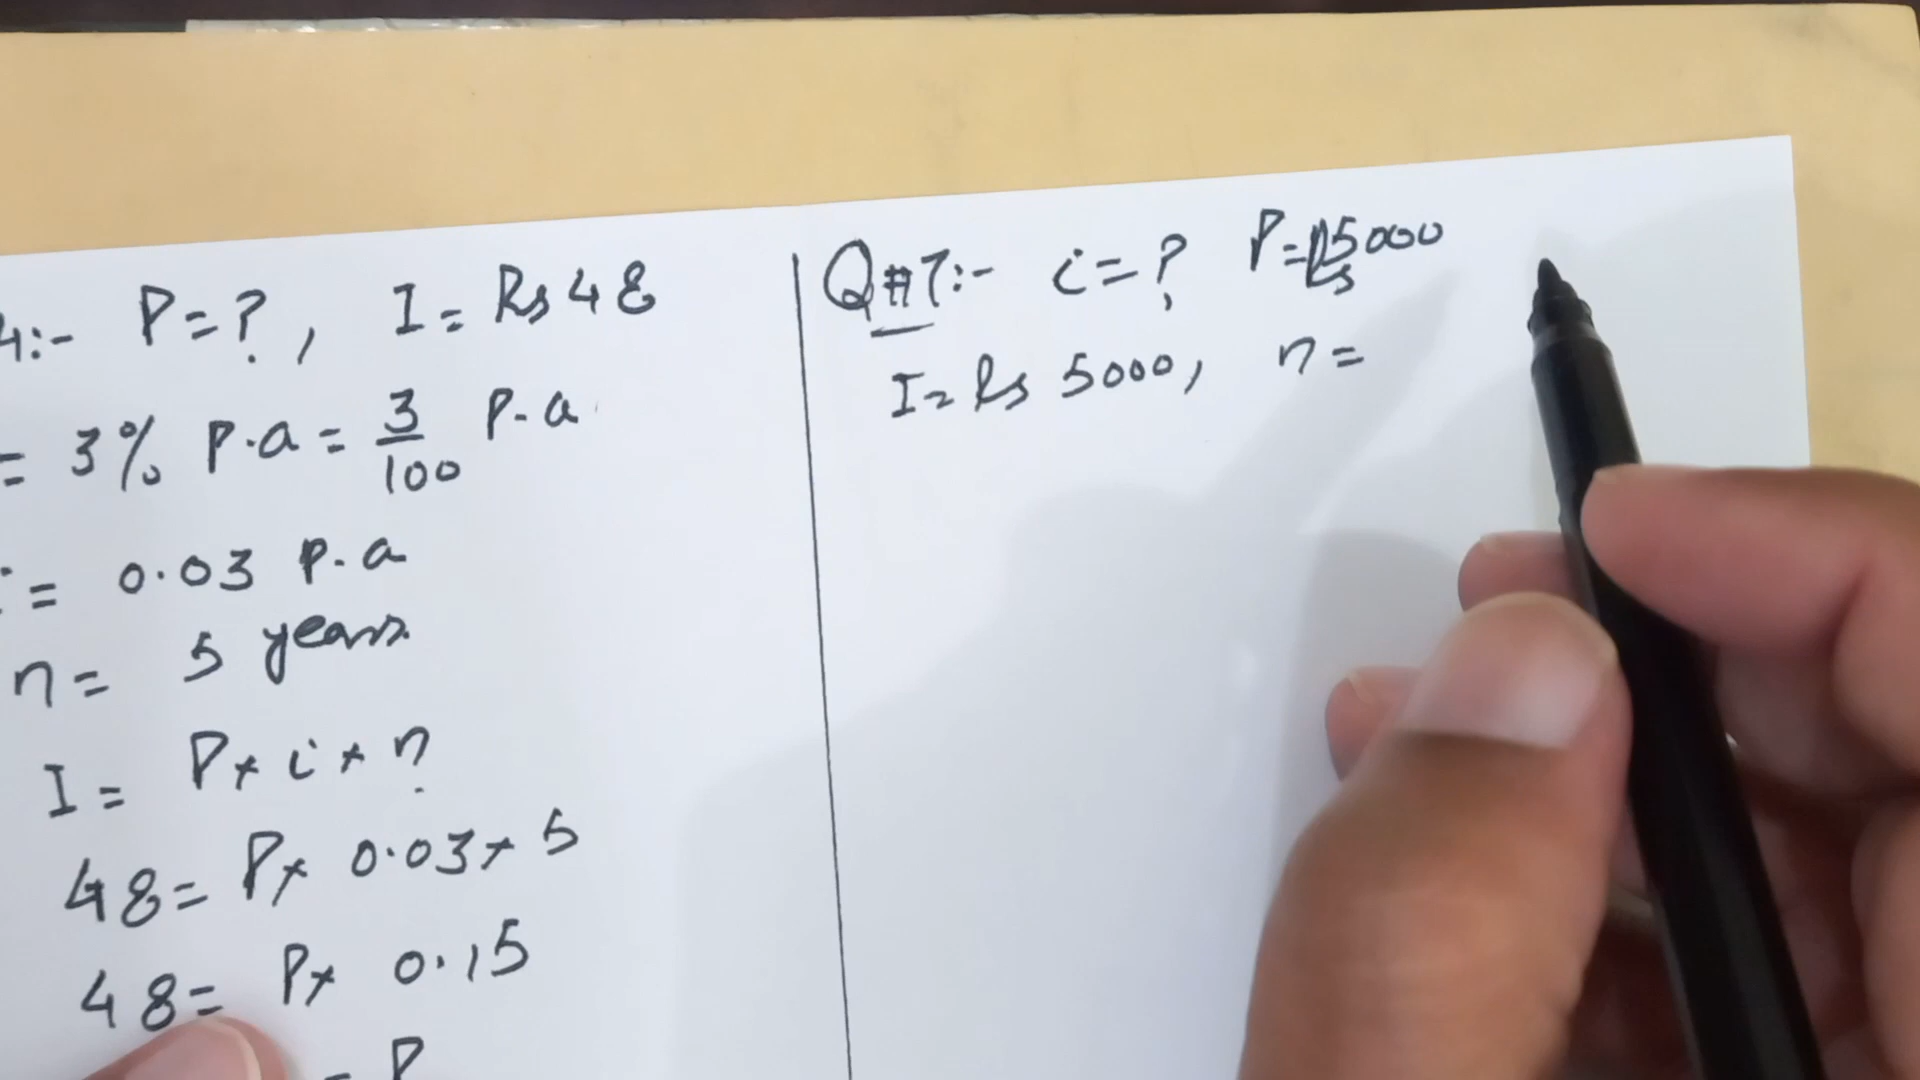 4:- P=?, I= Rs 48
= 3% P.a = 3/100 P.a
= 0.03 P.a
n= 5 years.
I= P× i × n
48= P× 0.03× 5
48= P× 0.15
= P
Q#7:- i=? P=Rs 15000
I= Rs 5000, n=